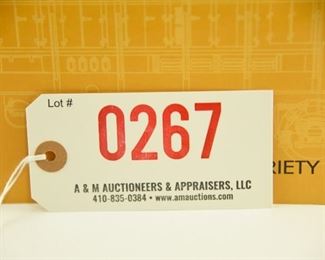 Lot #
0267
RIETY
A & M AUCTIONEERS & APPRAISERS, LLC
410-835-0384 • www.amauctions.com